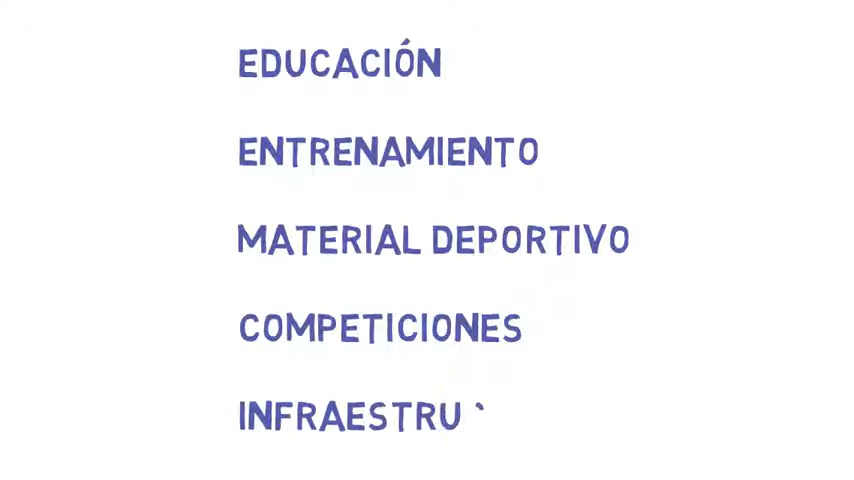 EDUCACIÓN
ENTRENAMIENTO
MATERIAL DEPORTIVO
COMPETICIONES
INFRAESTRU